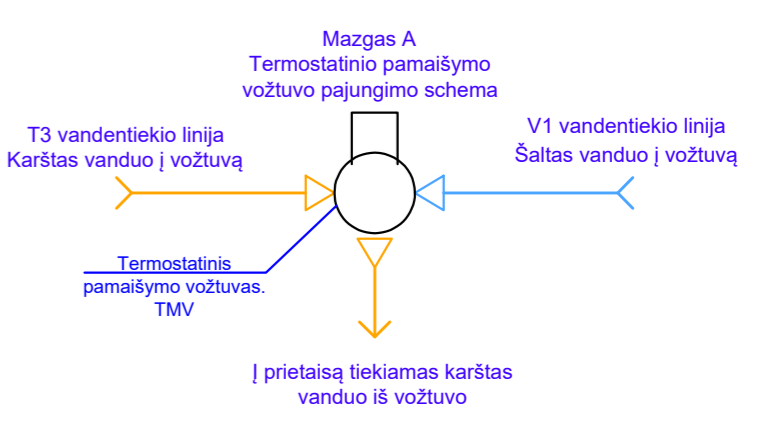 Mazgas A
Termostatinio pamaišymo
vožtuvo pajungimo schema
T3 vandentiekio linija
Karštas vanduo į vožtuvą
V1 vandentiekio linija
Šaltas vanduo į vožtuvą
Termostatinis
pamaišymo vožtuvas.
TMV
Į prietaisą tiekiamas karštas
vanduo iš vožtuvo